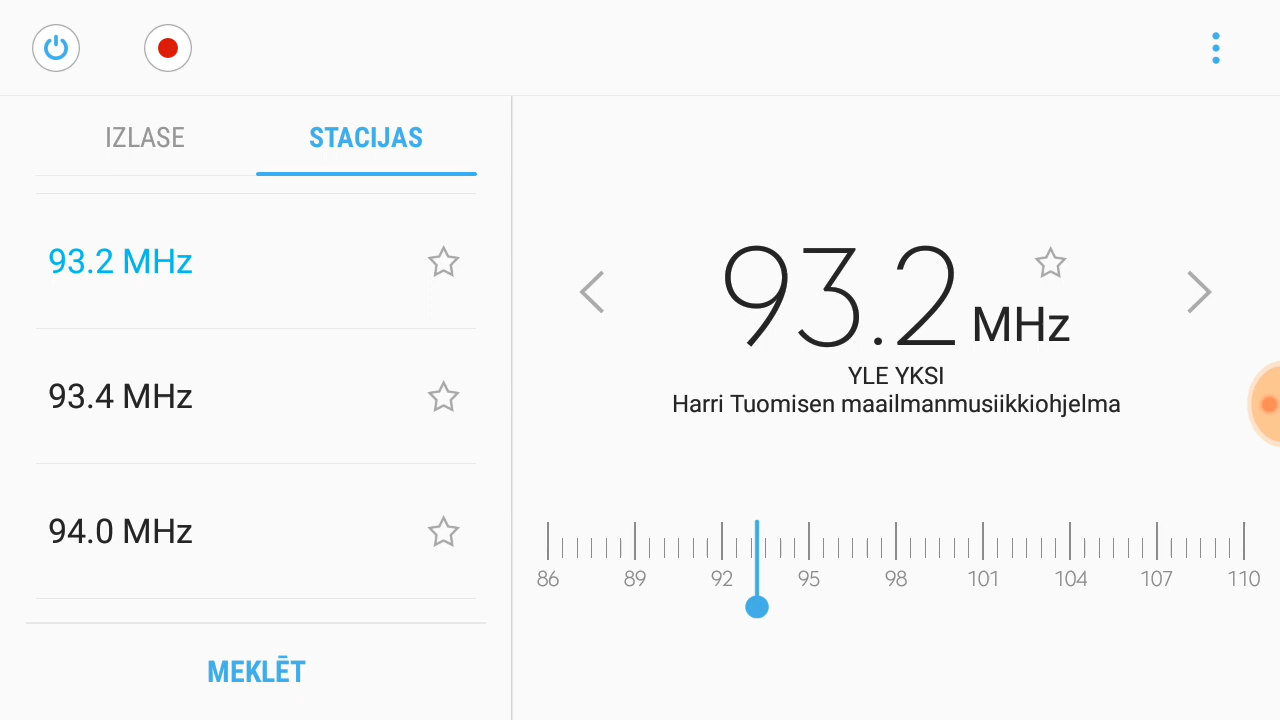 IZLASE
STACIJAS
93.2 MHz
93.4 MHz
94.0 MHz
MEKLĒT
93.2 MHz
YLE YKSI
Harri Tuomisen maailmanmusiikkiohjelma
86 89 92 95 98 101 104 107 110